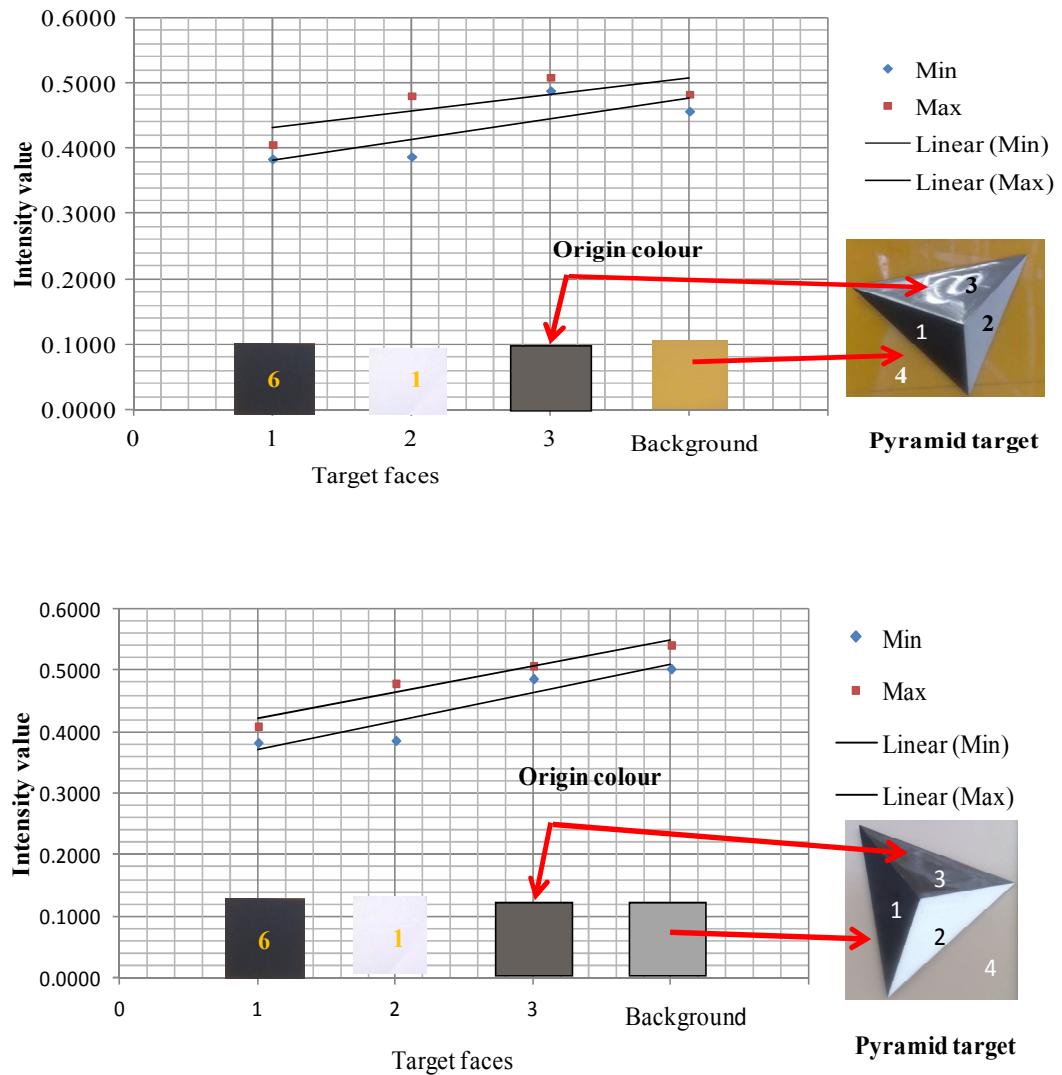 0.6000
0.5000
0.4000
0.3000
0.2000
0.1000
0.0000
Intensity value
Min
Max
Linear (Min)
Linear (Max)
Origin colour
6
1
3
2
1
4
0
1
2
3
Background
Target faces
Pyramid target
0.6000
0.5000
0.4000
0.3000
0.2000
0.1000
0.0000
Intensity value
Min
Max
Linear (Min)
Linear (Max)
Origin colour
6
1
3
1
2
4
0
1
2
3
Background
Target faces
Pyramid target